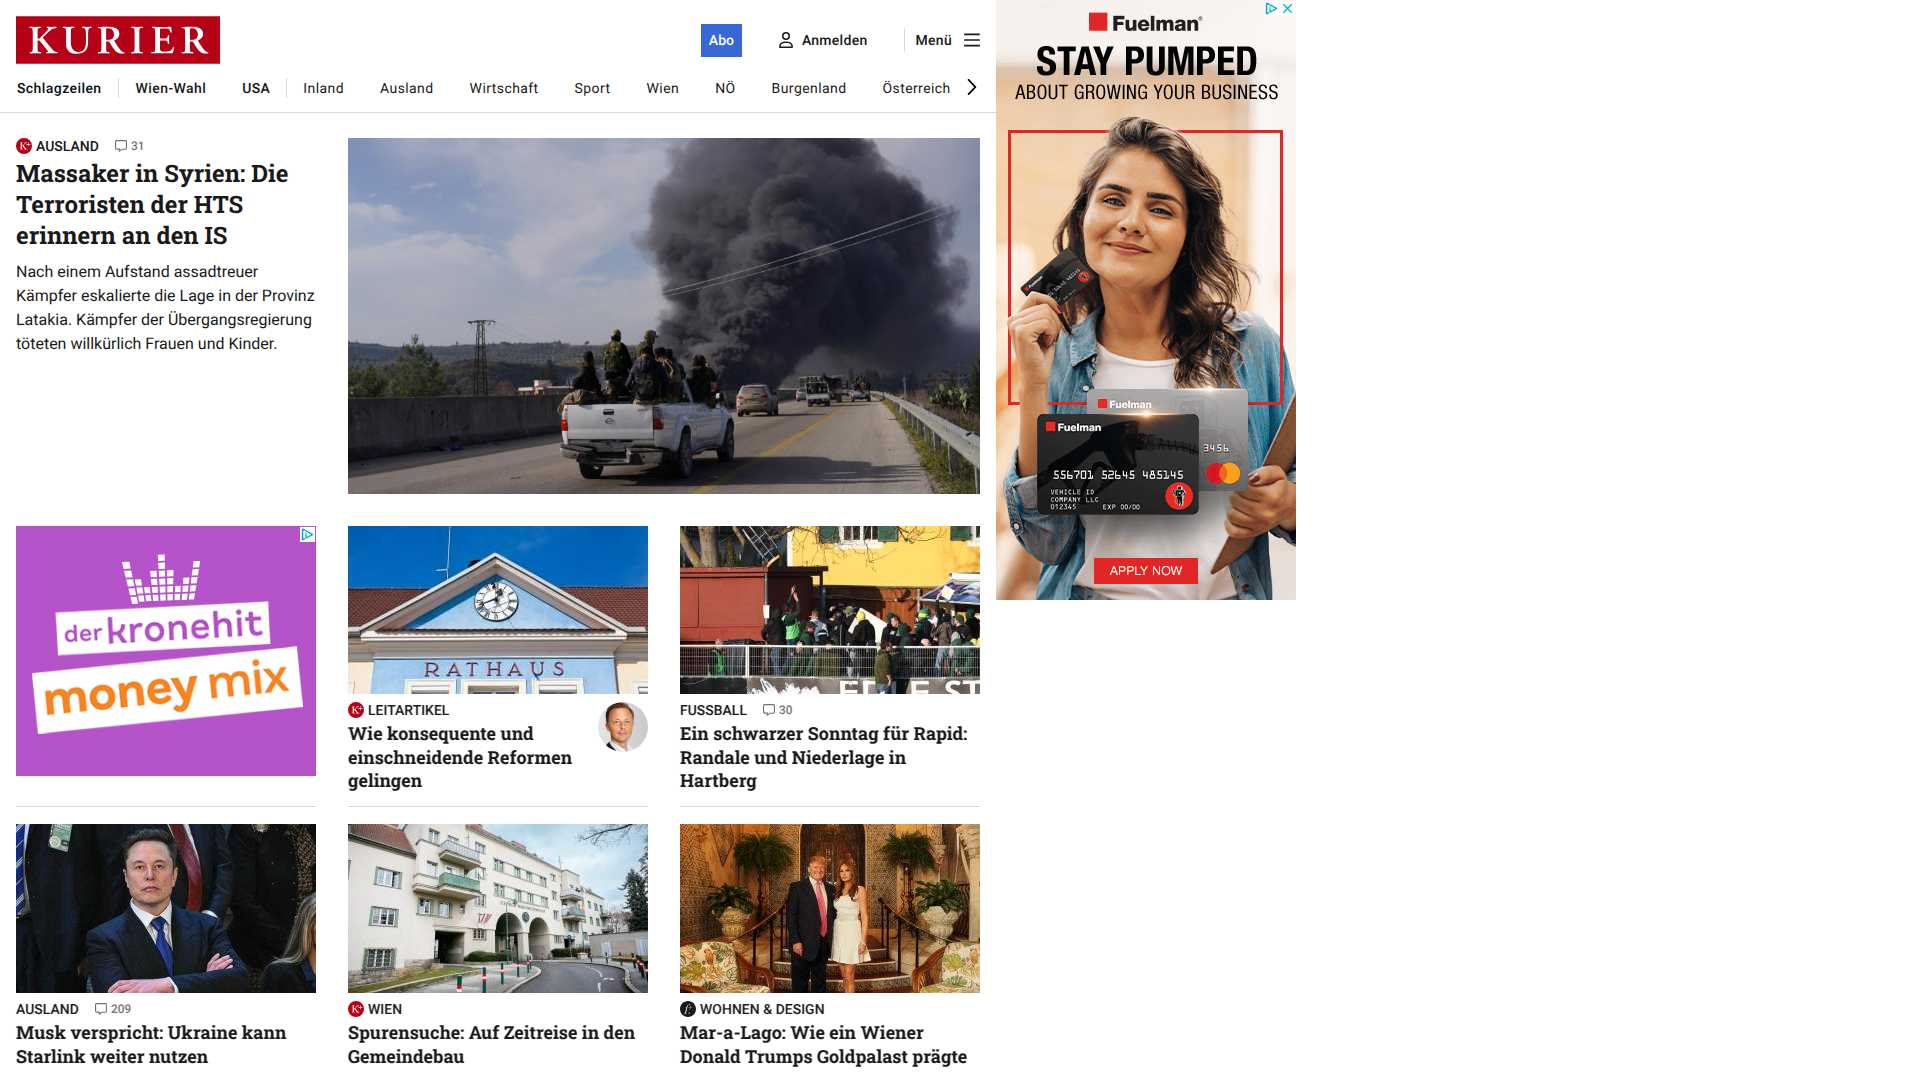 KURIER
Abo
Anmelden
Menü
Schlagzeilen
Wien-Wahl
USA
Inland
Ausland
Wirtschaft
Sport
Wien
NÖ
Burgenland
Österreich
AUSLAND 31
Massaker in Syrien: Die
Terroristen der HTS
erinnern an den IS
Nach einem Aufstand assadtreuer
Kämpfer eskalierte die Lage in der Provinz
Latakia. Kämpfer der Übergangsregierung
töteten willkürlich Frauen und Kinder.
Fuelman
STAY PUMPED
ABOUT GROWING YOUR BUSINESS
Fuelman
3456
Fuelman
556701 52645 485145
VEHICLE ID
COMPANY LLC
012345 EXP 00/00
APPLY NOW
der kronehit
money mix
RATHAUS
LEITARTIKEL
Wie konsequente und
einschneidende Reformen
gelingen
FUSSBALL 30
Ein schwarzer Sonntag für Rapid:
Randale und Niederlage in
Hartberg
AUSLAND 209
Musk verspricht: Ukraine kann
Starlink weiter nutzen
WIEN
Spurensuche: Auf Zeitreise in den
Gemeindebau
WOHNEN & DESIGN
Mar-a-Lago: Wie ein Wiener
Donald Trumps Goldpalast prägte